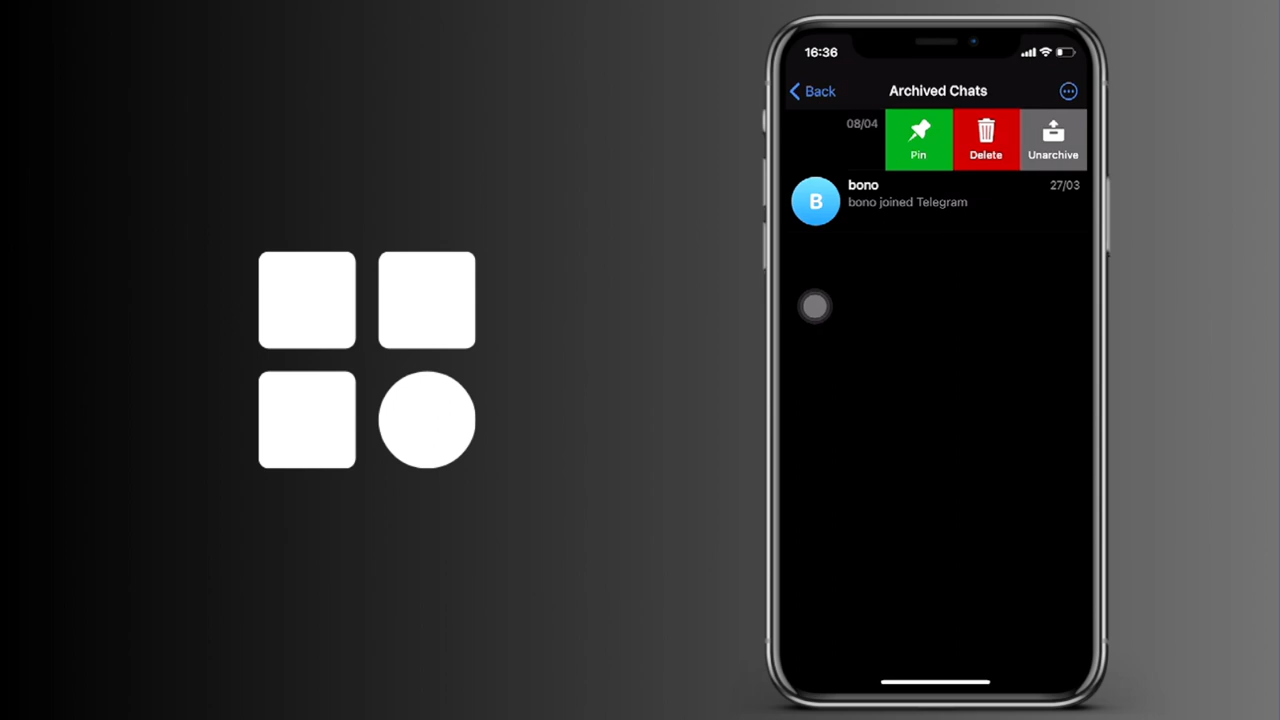 16:36
Back
Archived Chats
08/04
Pin
Delete
Unarchive
B
bono
27/03
bono joined Telegram